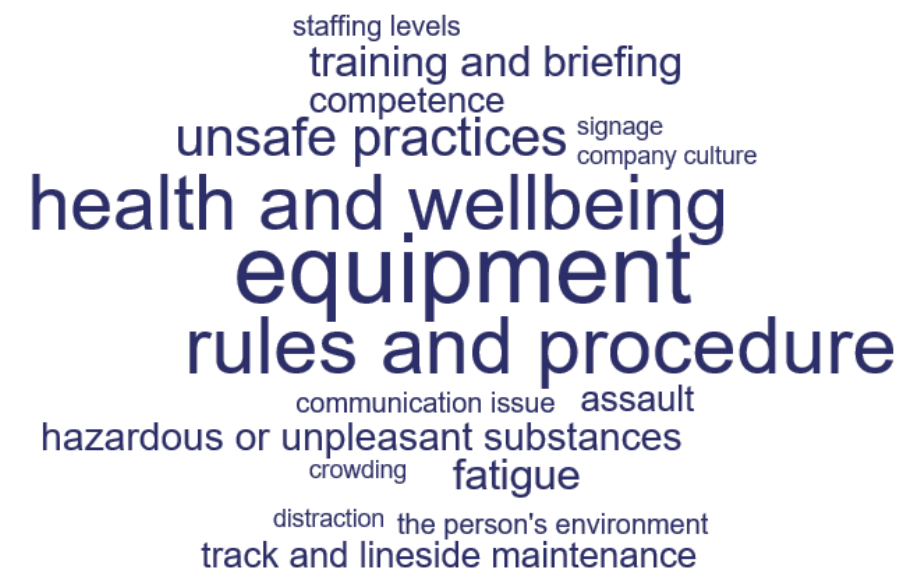 staffing levels
training and briefing
competence
unsafe practices
signage
company culture
health and wellbeing
equipment
rules and procedure
communication issue
assault
hazardous or unpleasant substances
crowding
fatigue
distraction
the person's environment
track and lineside maintenance